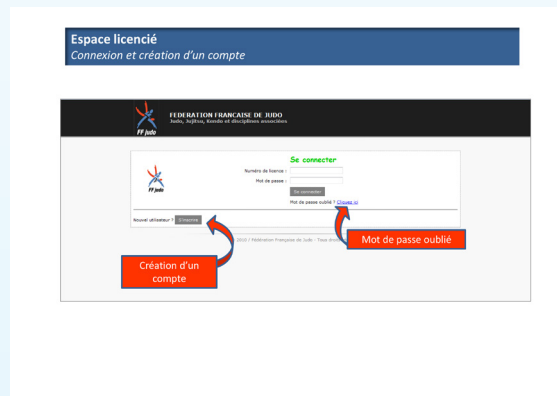 Espace licencié
Connexion et création d'un compte
FEDERATION FRANCAISE DE JUDO
Judo, Jujitsu, Kendo et disciplines associées
FF Judo
Se connecter
Numéro de licence :
Mot de passe :
Se connecter
FF Judo
Mot de passe oublié ? Cliquez ici
Nouvel utilisateur ? S'inscrire
2010 / Fédération Française de Judo - Tous
Mot de passe oublié
Création d'un
compte